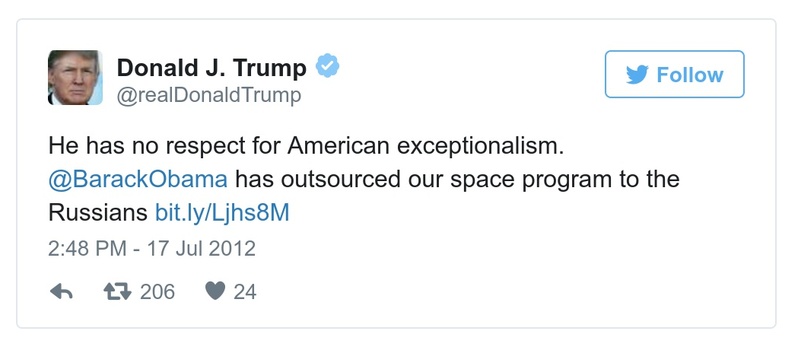 Donald J. Trump
@realDonaldTrump
Follow
He has no respect for American exceptionalism.
@BarackObama has outsourced our space program to the
Russians bit.ly/Ljhs8M
2:48 PM - 17 Jul 2012
206 24